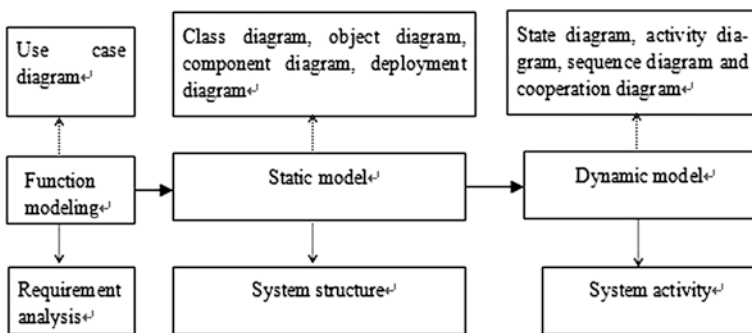 Use case
diagram↵
Class diagram, object diagram,
component diagram, deployment
diagram↵
State diagram, activity dia-
gram, sequence diagram and
cooperation diagram↵
Function
modeling↵
Static model↵
Dynamic model↵
Requirement
analysis↵
System structure↵
System activity↵